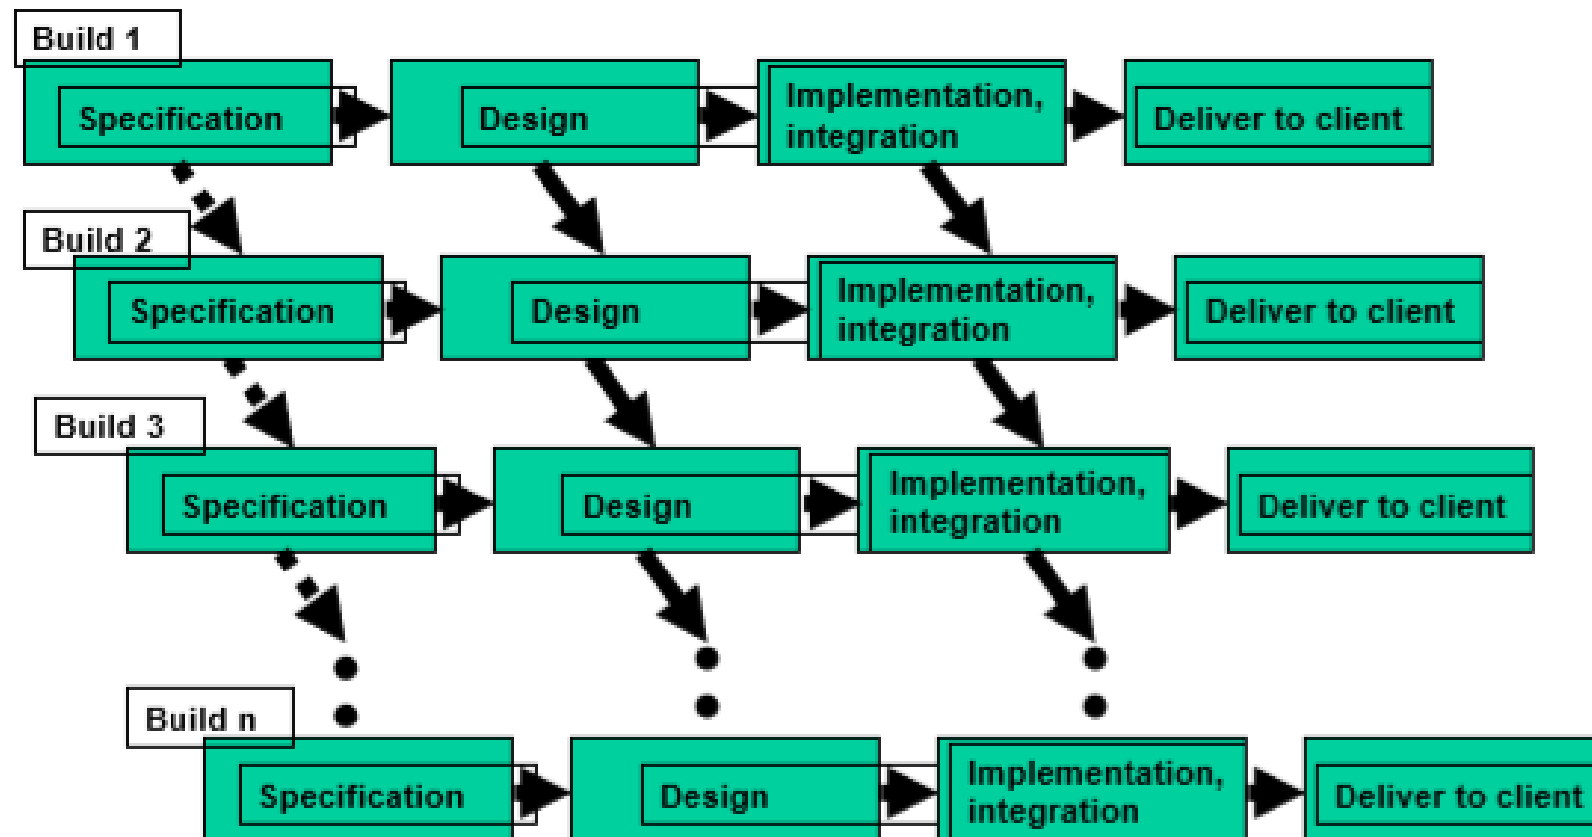 Build 1
Specification
Design
Implementation,
integration
Deliver to client
Build 2
Specification
Design
Implementation,
integration
Deliver to client
Build 3
Specification
Design
Implementation,
integration
Deliver to client
Build n
Specification
Design
Implementation,
integration
Deliver to client